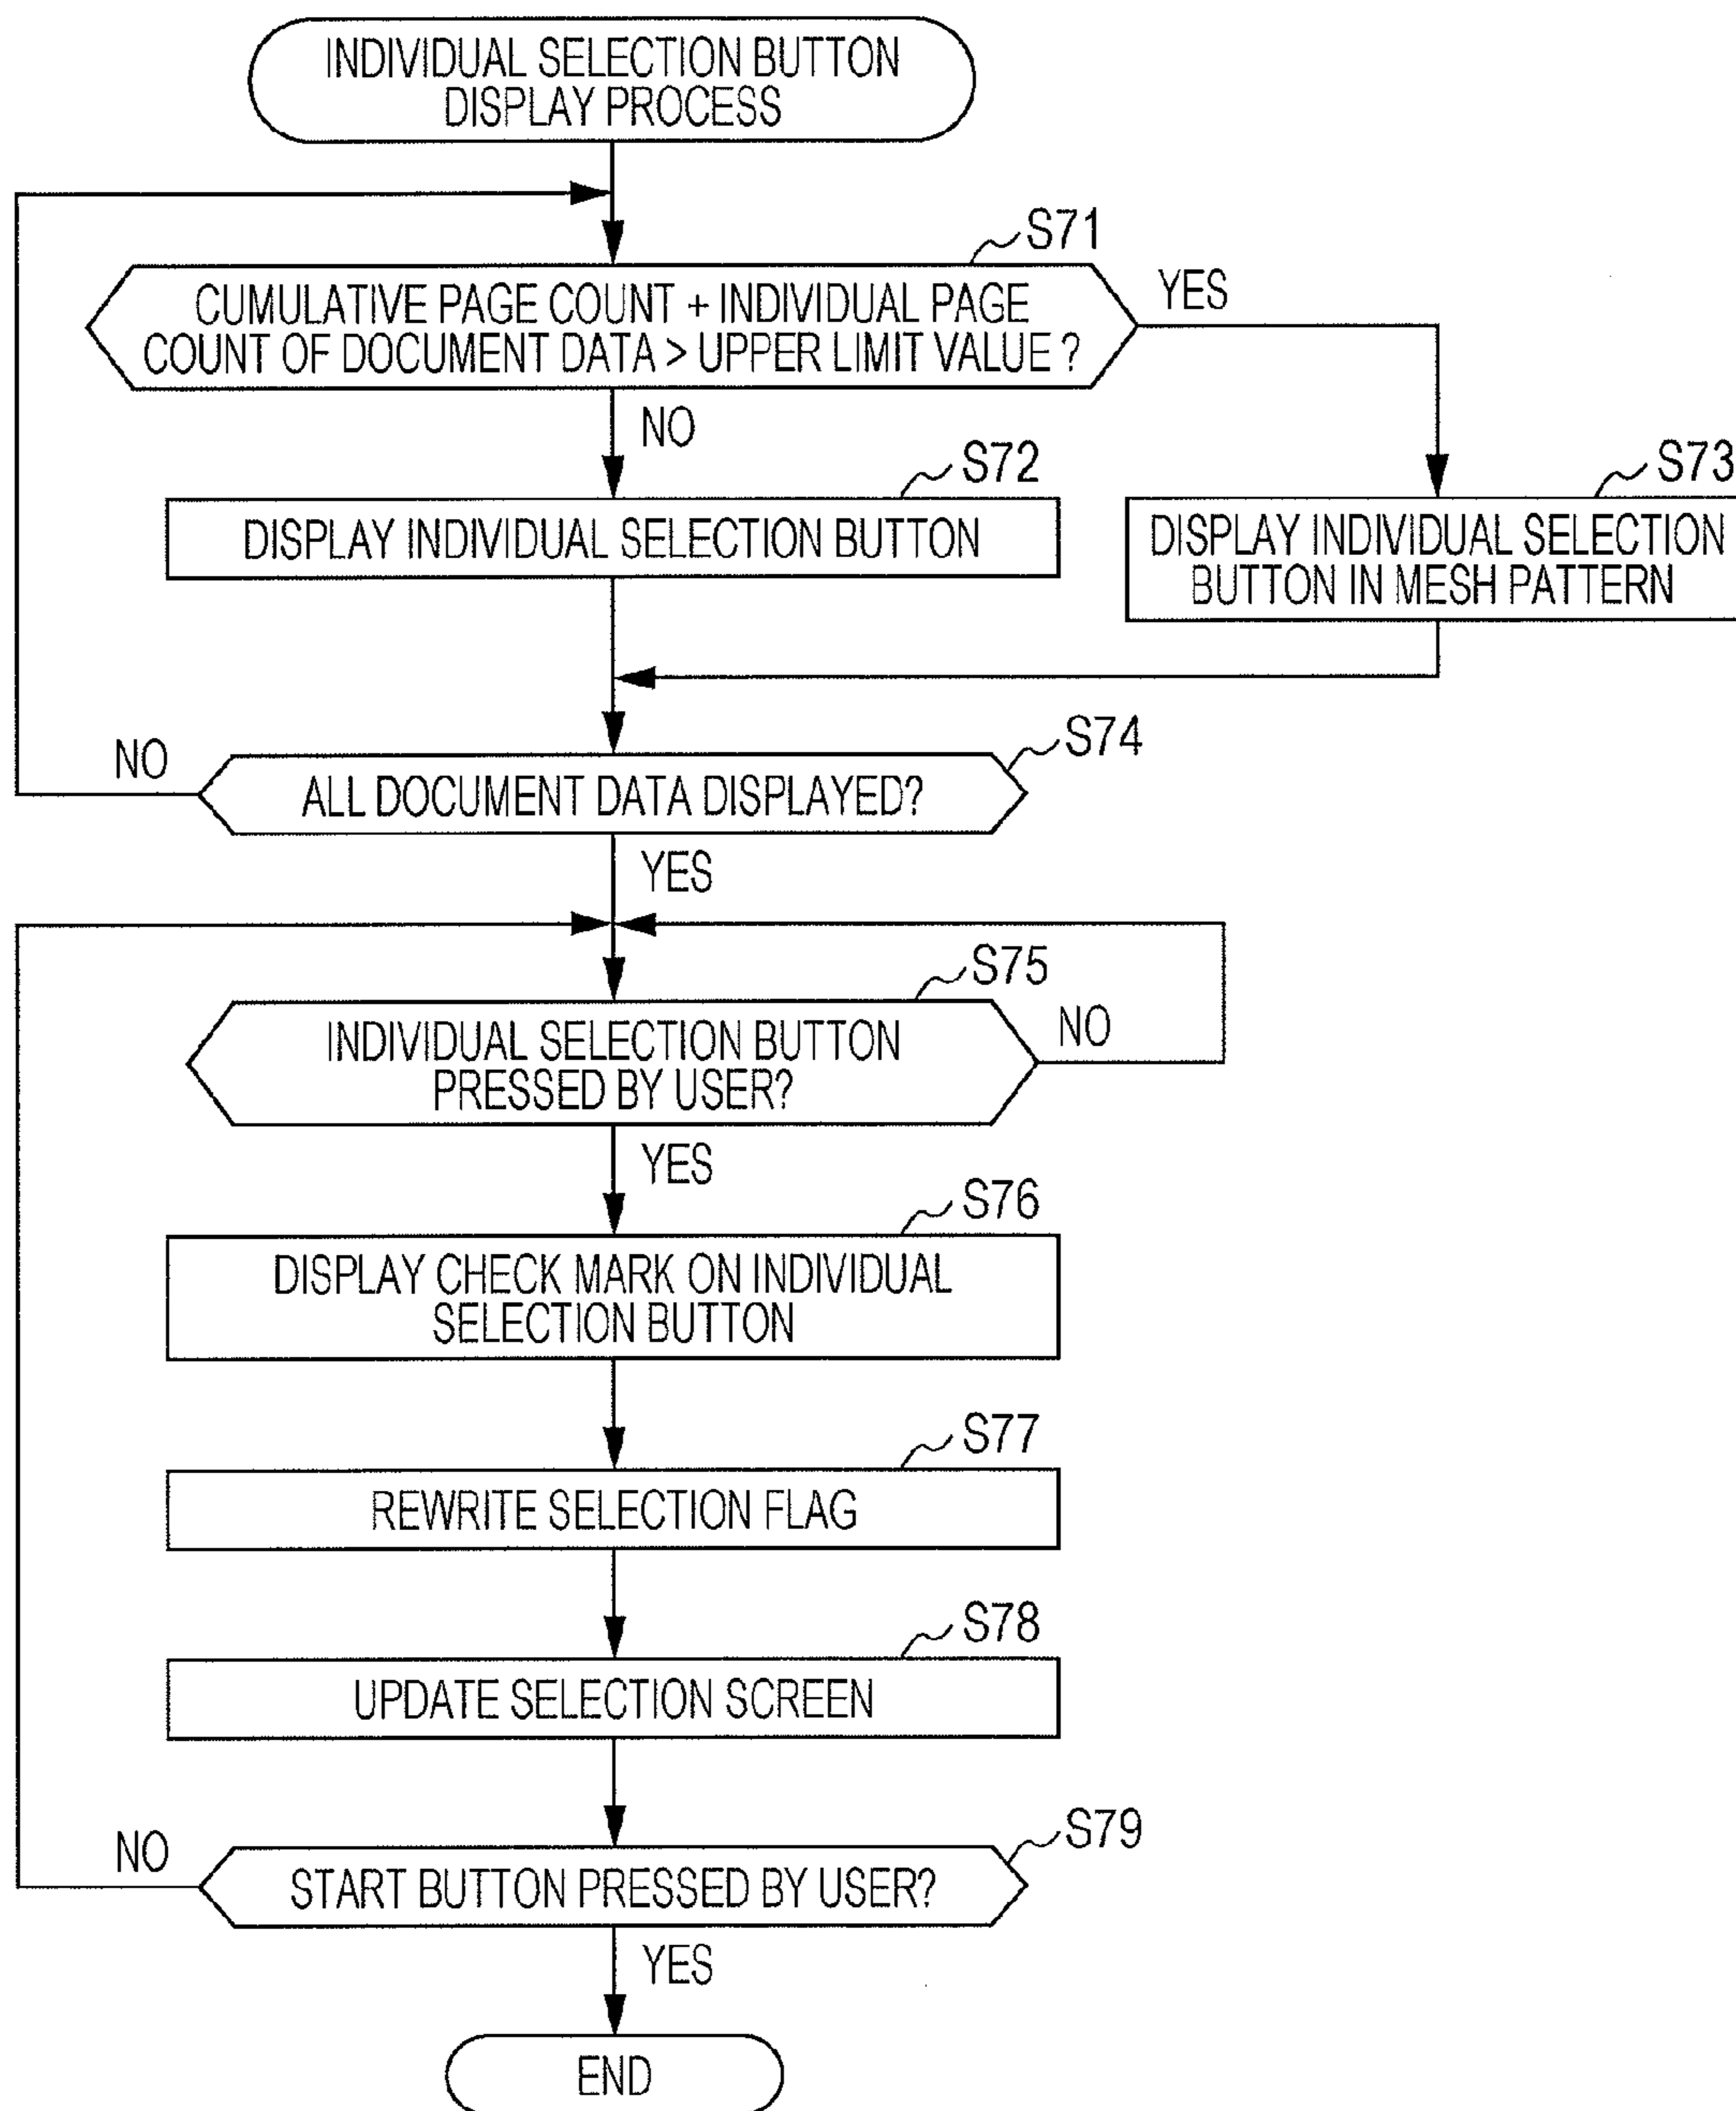 INDIVIDUAL SELECTION BUTTON
DISPLAY PROCESS
S71
CUMULATIVE PAGE COUNT + INDIVIDUAL PAGE
COUNT OF DOCUMENT DATA > UPPER LIMIT VALUE ?
YES
NO
S72
DISPLAY INDIVIDUAL SELECTION BUTTON
S73
DISPLAY INDIVIDUAL SELECTION
BUTTON IN MESH PATTERN
S74
NO
ALL DOCUMENT DATA DISPLAYED?
YES
S75
INDIVIDUAL SELECTION BUTTON
PRESSED BY USER?
NO
YES
S76
DISPLAY CHECK MARK ON INDIVIDUAL
SELECTION BUTTON
S77
REWRITE SELECTION FLAG
S78
UPDATE SELECTION SCREEN
S79
NO
START BUTTON PRESSED BY USER?
YES
END